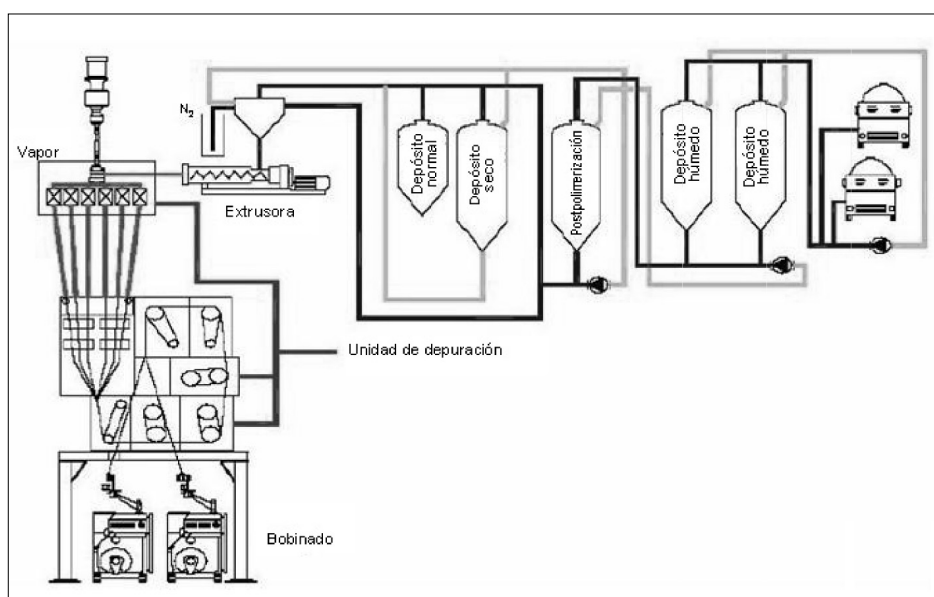 N₂
Vapor
Extrusora
Depósito
normal
Depósito
seco
Postpolimerización
Depósito
húmedo
Depósito
húmedo
Unidad de depuración
Bobinado